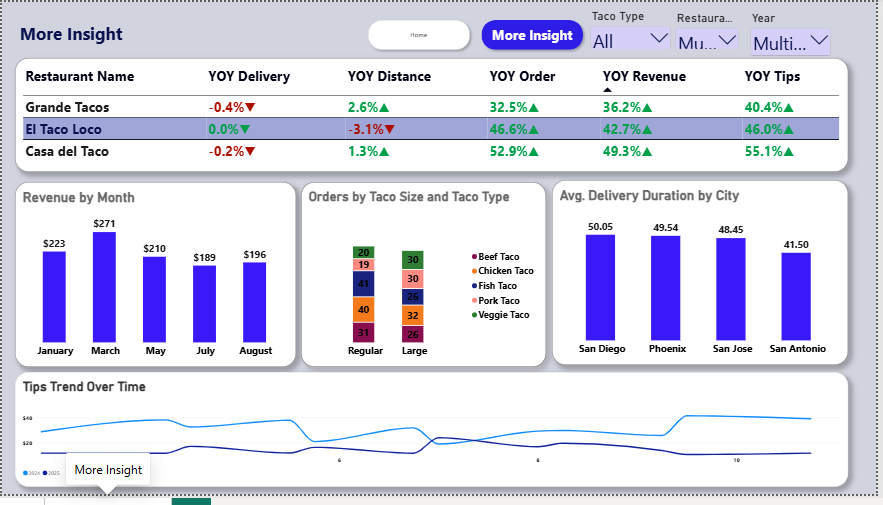 Taco Type Restaura... Year
More Insight Home More Insight All Mu... Multi...
Restaurant Name YOY Delivery YOY Distance YOY Order YOY Revenue YOY Tips
Grande Tacos -0.4%▼ 2.6%▲ 32.5%▲ 36.2%▲ 40.4%▲
El Taco Loco 0.0%▼ -3.1%▼ 46.6%▲ 42.7%▲ 46.0%▲
Casa del Taco -0.2%▼ 1.3%▲ 52.9%▲ 49.3%▲ 55.1%▲
Revenue by Month
$223 $271 $210 $189 $196
January March May July August
Orders by Taco Size and Taco Type
20 19 41 40 31
30 30 26 32 26
Regular Large
Beef Taco
Chicken Taco
Fish Taco
Pork Taco
Veggie Taco
Avg. Delivery Duration by City
50.05 49.54 48.45 41.50
San Diego Phoenix San Jose San Antonio
Tips Trend Over Time
$40
$20
6 8 10
2024 2025
More Insight